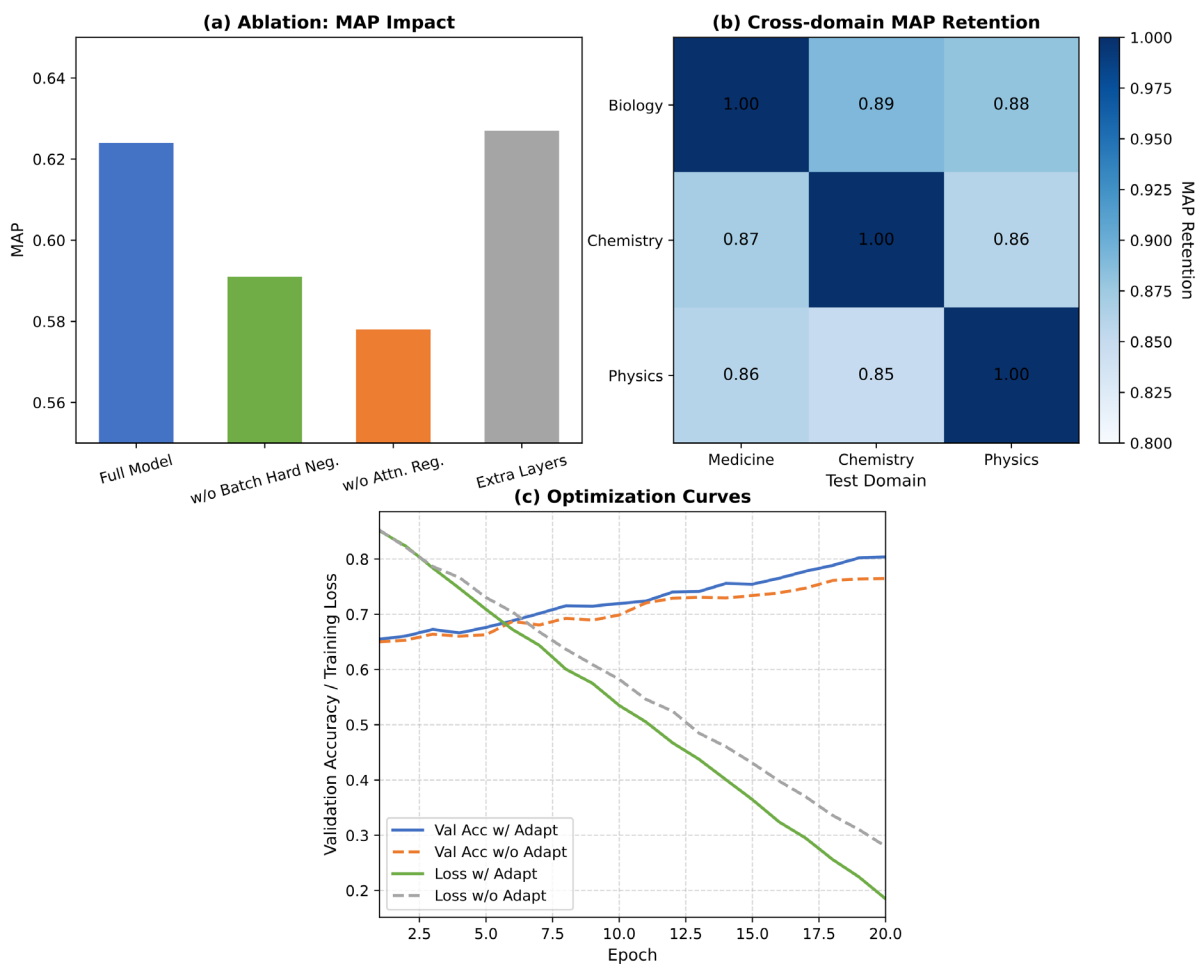 (a) Ablation: MAP Impact
MAP
0.64
0.62
0.60
0.58
0.56
Full Model
w/o Batch Hard Neg.
w/o Attn. Reg.
Extra Layers
(b) Cross-domain MAP Retention
Biology
Chemistry
Physics
1.00 0.89 0.88
0.87 1.00 0.86
0.86 0.85 1.00
Medicine Chemistry Physics
Test Domain
1.000
0.975
0.950
0.925
0.900
0.875
0.850
0.825
0.800
MAP Retention
(c) Optimization Curves
Validation Accuracy / Training Loss
0.8
0.7
0.6
0.5
0.4
0.3
0.2
Val Acc w/ Adapt
Val Acc w/o Adapt
Loss w/ Adapt
Loss w/o Adapt
2.5 5.0 7.5 10.0 12.5 15.0 17.5 20.0
Epoch